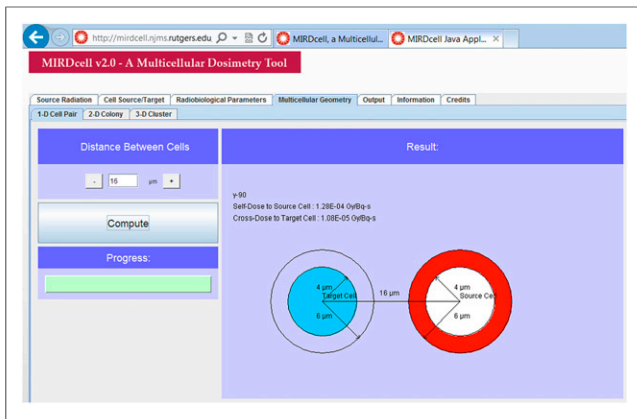 http://mirdcell.njms.rutgers.edu
MIRDcell, a Multicellul...
MIRDcell Java Appl...
MIRDcell v2.0 - A Multicellular Dosimetry Tool
Source Radiation Cell Source/Target Radiobiological Parameters Multicellular Geometry Output Information Credits
1-D Cell Pair 2-D Colony 3-D Cluster
Distance Between Cells
- 16 µm +
Compute
Progress:
Result:
y-90
Self-Dose to Source Cell : 1.28E-04 Gy/Bq-s
Cross-Dose to Target Cell : 1.08E-05 Gy/Bq-s
4 µm
Target Cell
6 µm
16 µm
4 µm
Source Cell
6 µm